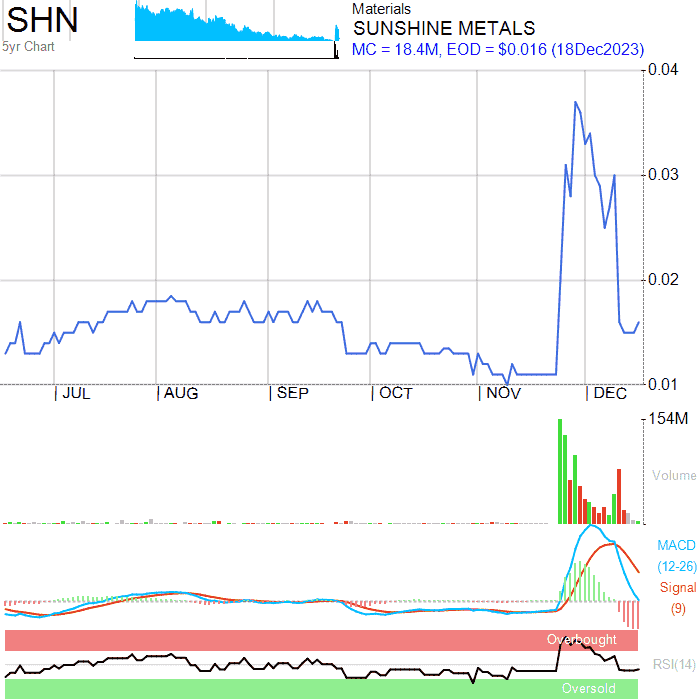 SHN
5yr Chart
Materials
SUNSHINE METALS
MC = 18.4M, EOD = $0.016 (18Dec2023)
0.04
0.03
0.02
0.01
JUL AUG SEP OCT NOV DEC
154M
Volume
MACD
(12-26)
Signal
(9)
Overbought
RSI(14)
Oversold